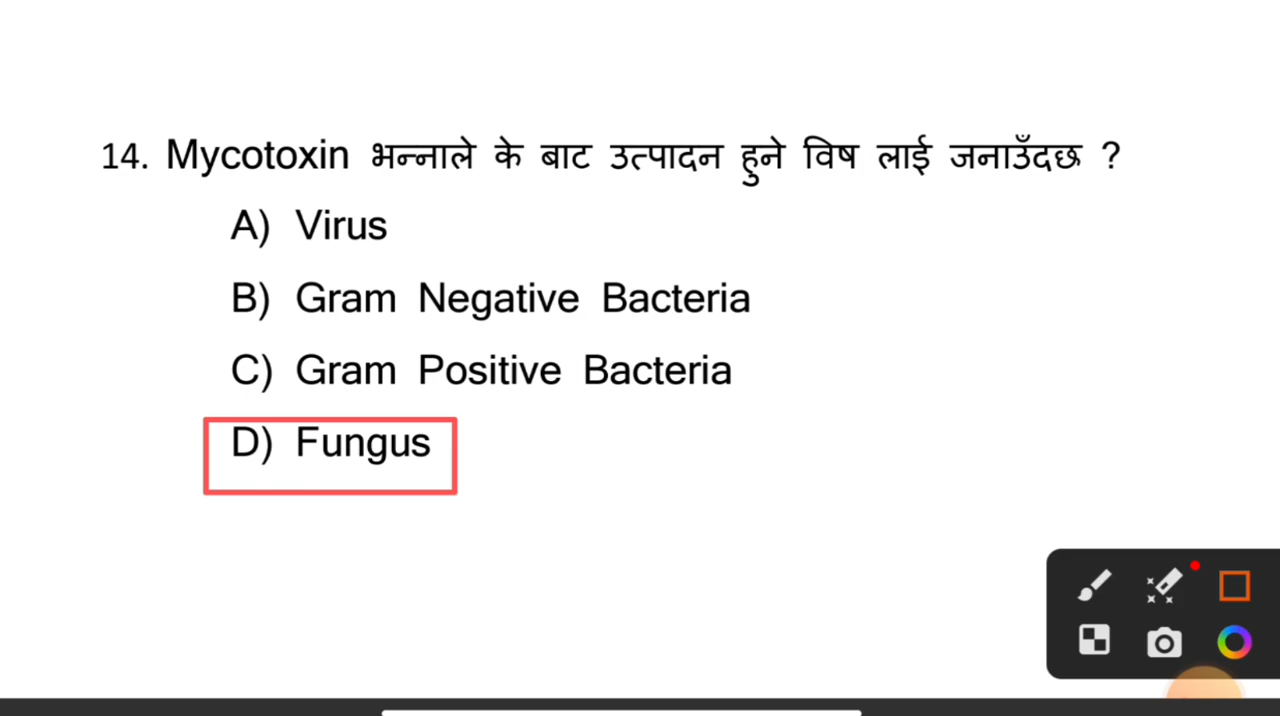 14. Mycotoxin भन्नाले के बाट उत्पादन हुने विष लाई जनाउँदछ ?
A) Virus
B) Gram Negative Bacteria
C) Gram Positive Bacteria
D) Fungus